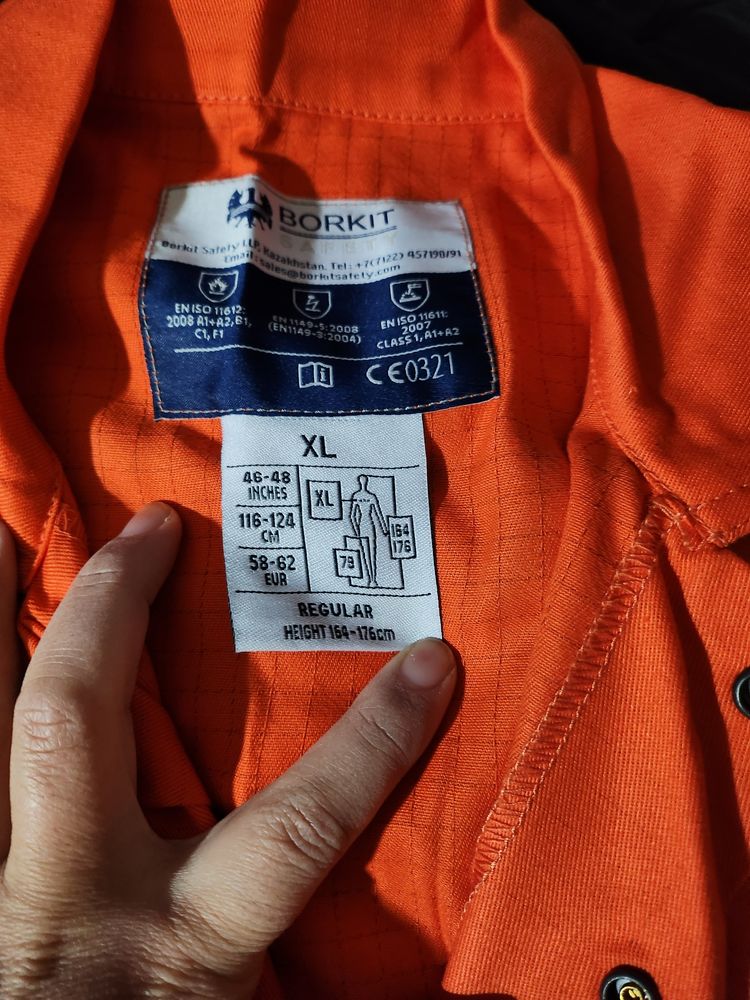 BORKIT
SAFETY
Borkit Safety LLP, Kazakhstan. Tel: +7(7122) 457190/91
Email: sales@borkitsafety.com
EN ISO 11612:
2008 A1+A2,B1,
C1, F1
EN 1149-5:2008
(EN1149-3:2004)
EN ISO 11611:
2007
CLASS 1, A1+A2
i
CE0321
XL
46-48
INCHES
116-124
CM
58-62
EUR
XL
164
176
79
REGULAR
HEIGHT 164-176cm